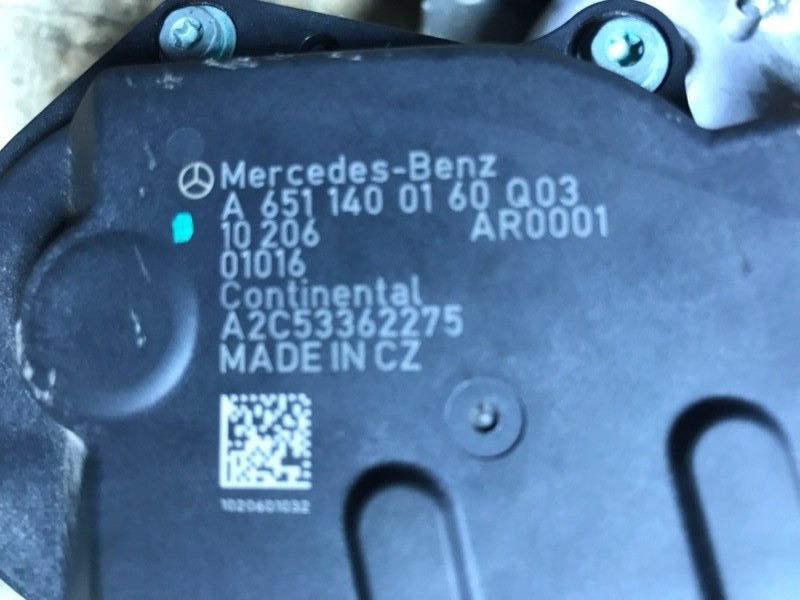 Mercedes-Benz
A 651 140 01 60 Q03
10 206 AR0001
01016
Continental
A2C53362275
MADE IN CZ
1020601032